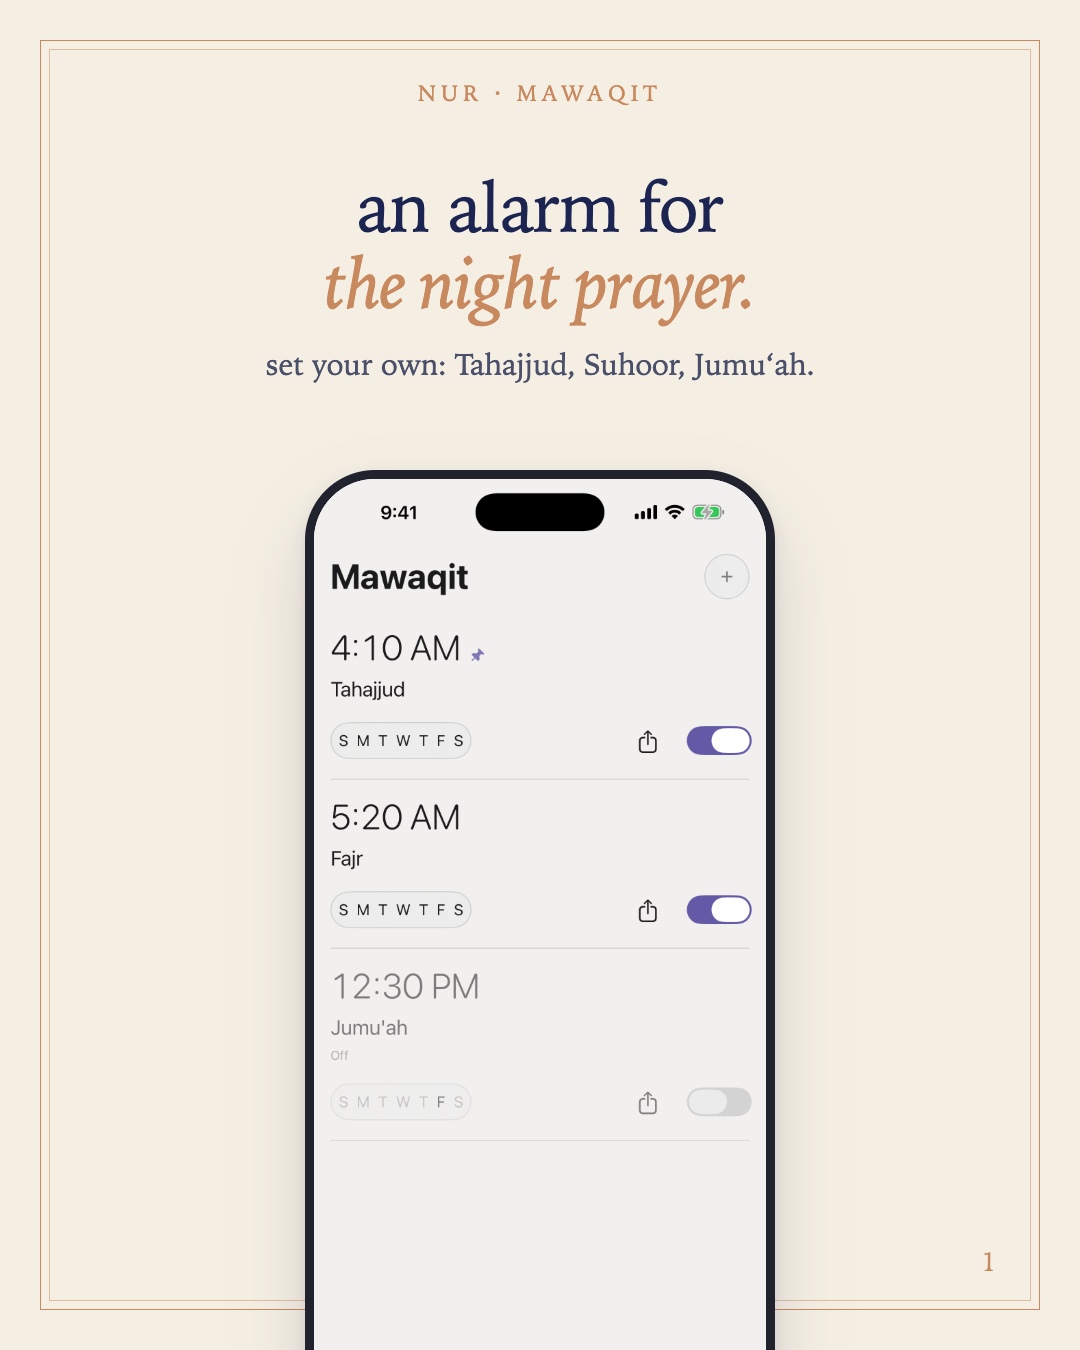 NUR · MAWAQIT
an alarm for
the night prayer.
set your own: Tahajjud, Suhoor, Jumu‘ah.
9:41
Mawaqit
+
4:10 AM
Tahajjud
S M T W T F S
5:20 AM
Fajr
S M T W T F S
12:30 PM
Jumu'ah
Off
S M T W T F S
1